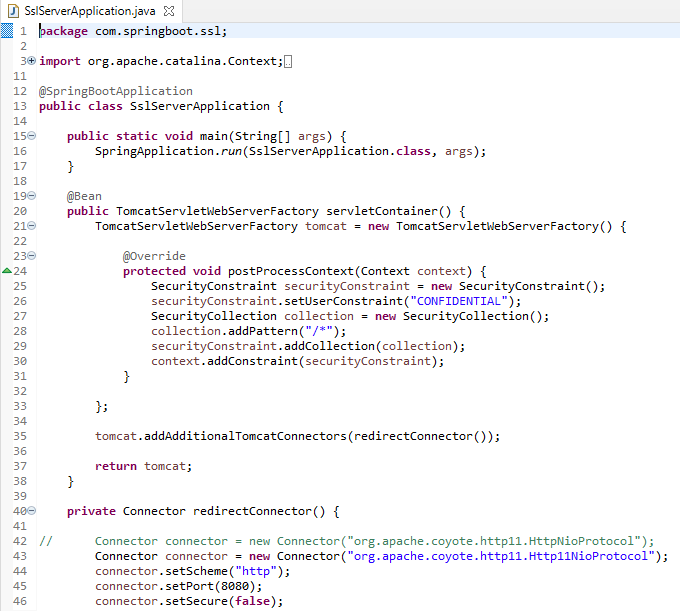 SslServerApplication.java
1 package com.springboot.ssl;
2
3 import org.apache.catalina.Context;
11
12 @SpringBootApplication
13 public class SslServerApplication {
14
15 public static void main(String[] args) {
16 SpringApplication.run(SslServerApplication.class, args);
17 }
18
19 @Bean
20 public TomcatServletWebServerFactory servletContainer() {
21 TomcatServletWebServerFactory tomcat = new TomcatServletWebServerFactory() {
22
23 @Override
24 protected void postProcessContext(Context context) {
25 SecurityConstraint securityConstraint = new SecurityConstraint();
26 securityConstraint.setUserConstraint("CONFIDENTIAL");
27 SecurityCollection collection = new SecurityCollection();
28 collection.addPattern("/*");
29 securityConstraint.addCollection(collection);
30 context.addConstraint(securityConstraint);
31 }
32
33 };
34
35 tomcat.addAdditionalTomcatConnectors(redirectConnector());
36
37 return tomcat;
38 }
39
40 private Connector redirectConnector() {
41
42 // Connector connector = new Connector("org.apache.coyote.http11.HttpNioProtocol");
43 Connector connector = new Connector("org.apache.coyote.http11.Http11NioProtocol");
44 connector.setScheme("http");
45 connector.setPort(8080);
46 connector.setSecure(false);